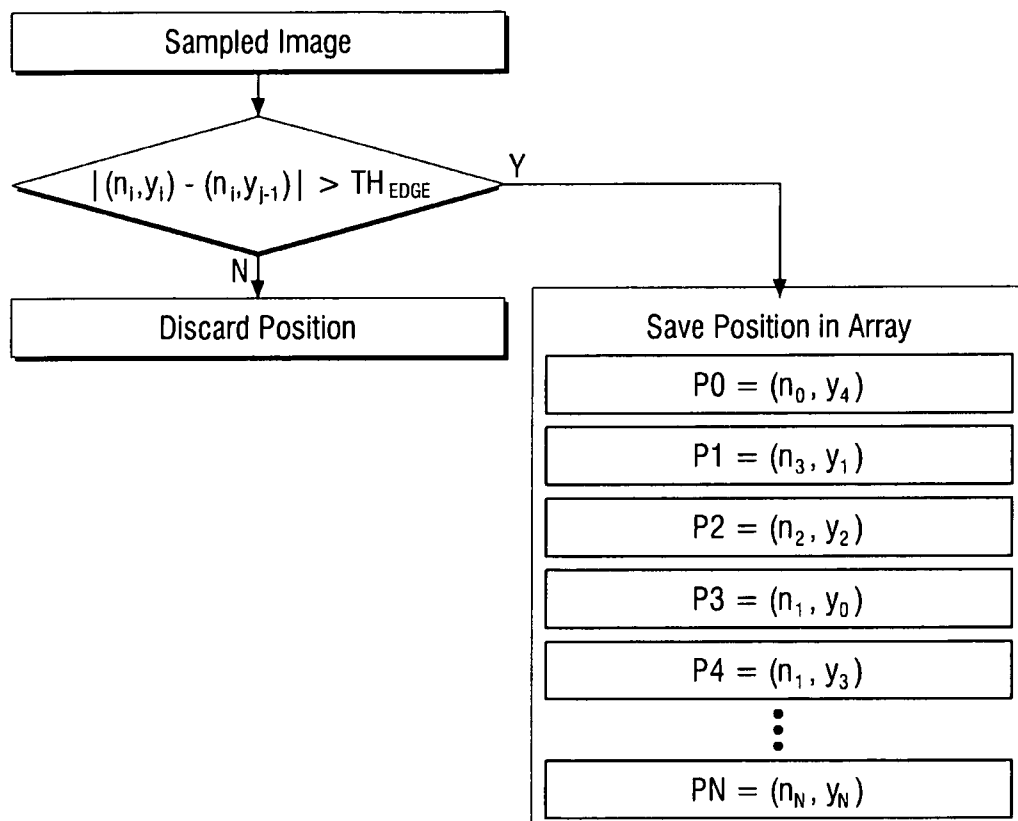 Sampled Image
|(nᵢ,yᵢ) - (nᵢ,yⱼ₋₁)| > TH_EDGE
Y
N
Discard Position
Save Position in Array
P0 = (n₀, y₄)
P1 = (n₃, y₁)
P2 = (n₂, y₂)
P3 = (n₁, y₀)
P4 = (n₁, y₃)
PN = (n_N, y_N)